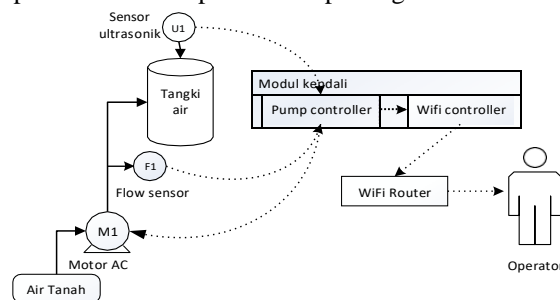 Sensor
ultrasonik
U1
Modul kendali
Tangki
air
Pump controller
Wifi controller
F1
Flow sensor
WiFi Router
M1
Motor AC
Operator
Air Tanah